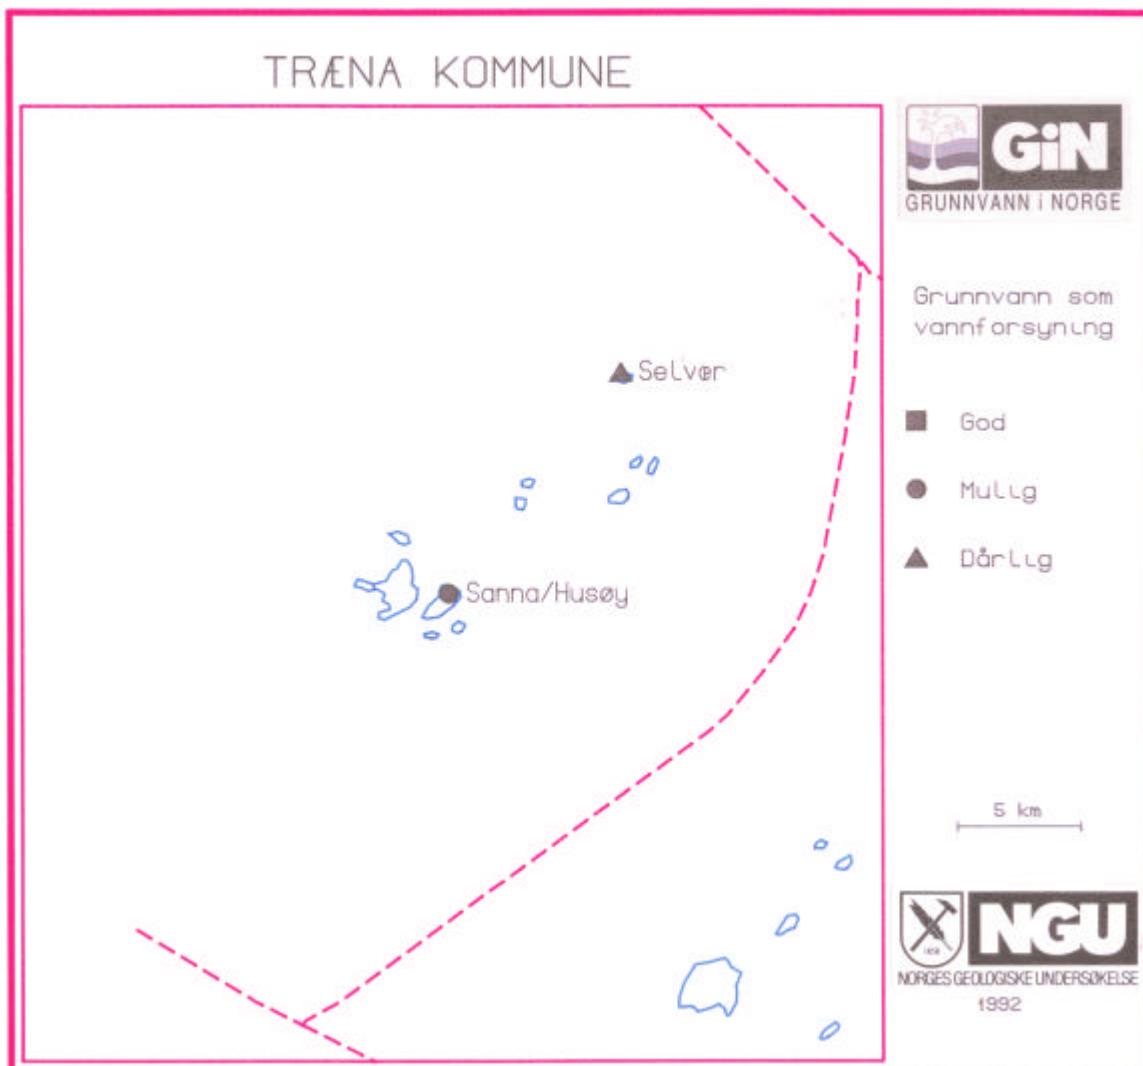 TRÆNA KOMMUNE
GiN
GRUNNVANN i NORGE
Grunnvann som
vannforsyning
Selvær
God
Mulig
Dårlig
Sanna/Husøy
5 km
NGU
NORGES GEOLOGISKE UNDERSØKELSE
1992